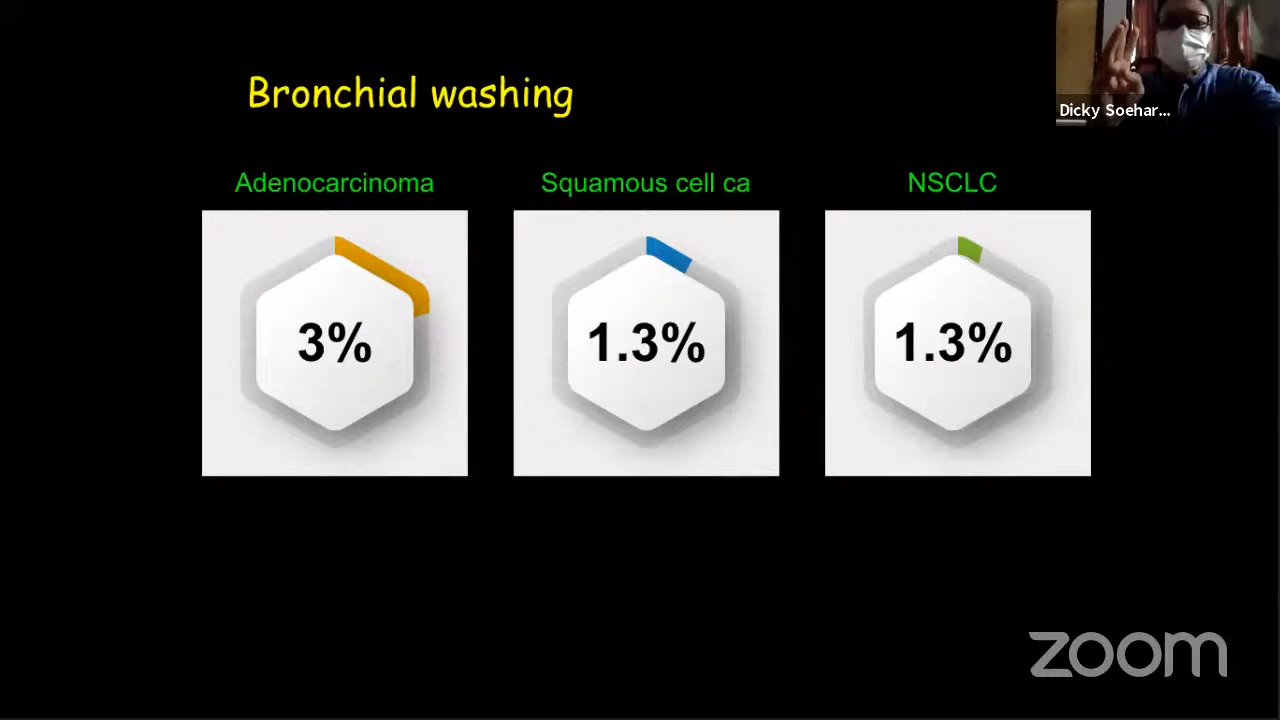 Bronchial washing
Dicky Soehar...
Adenocarcinoma
Squamous cell ca
NSCLC
3%
1.3%
1.3%
zoom